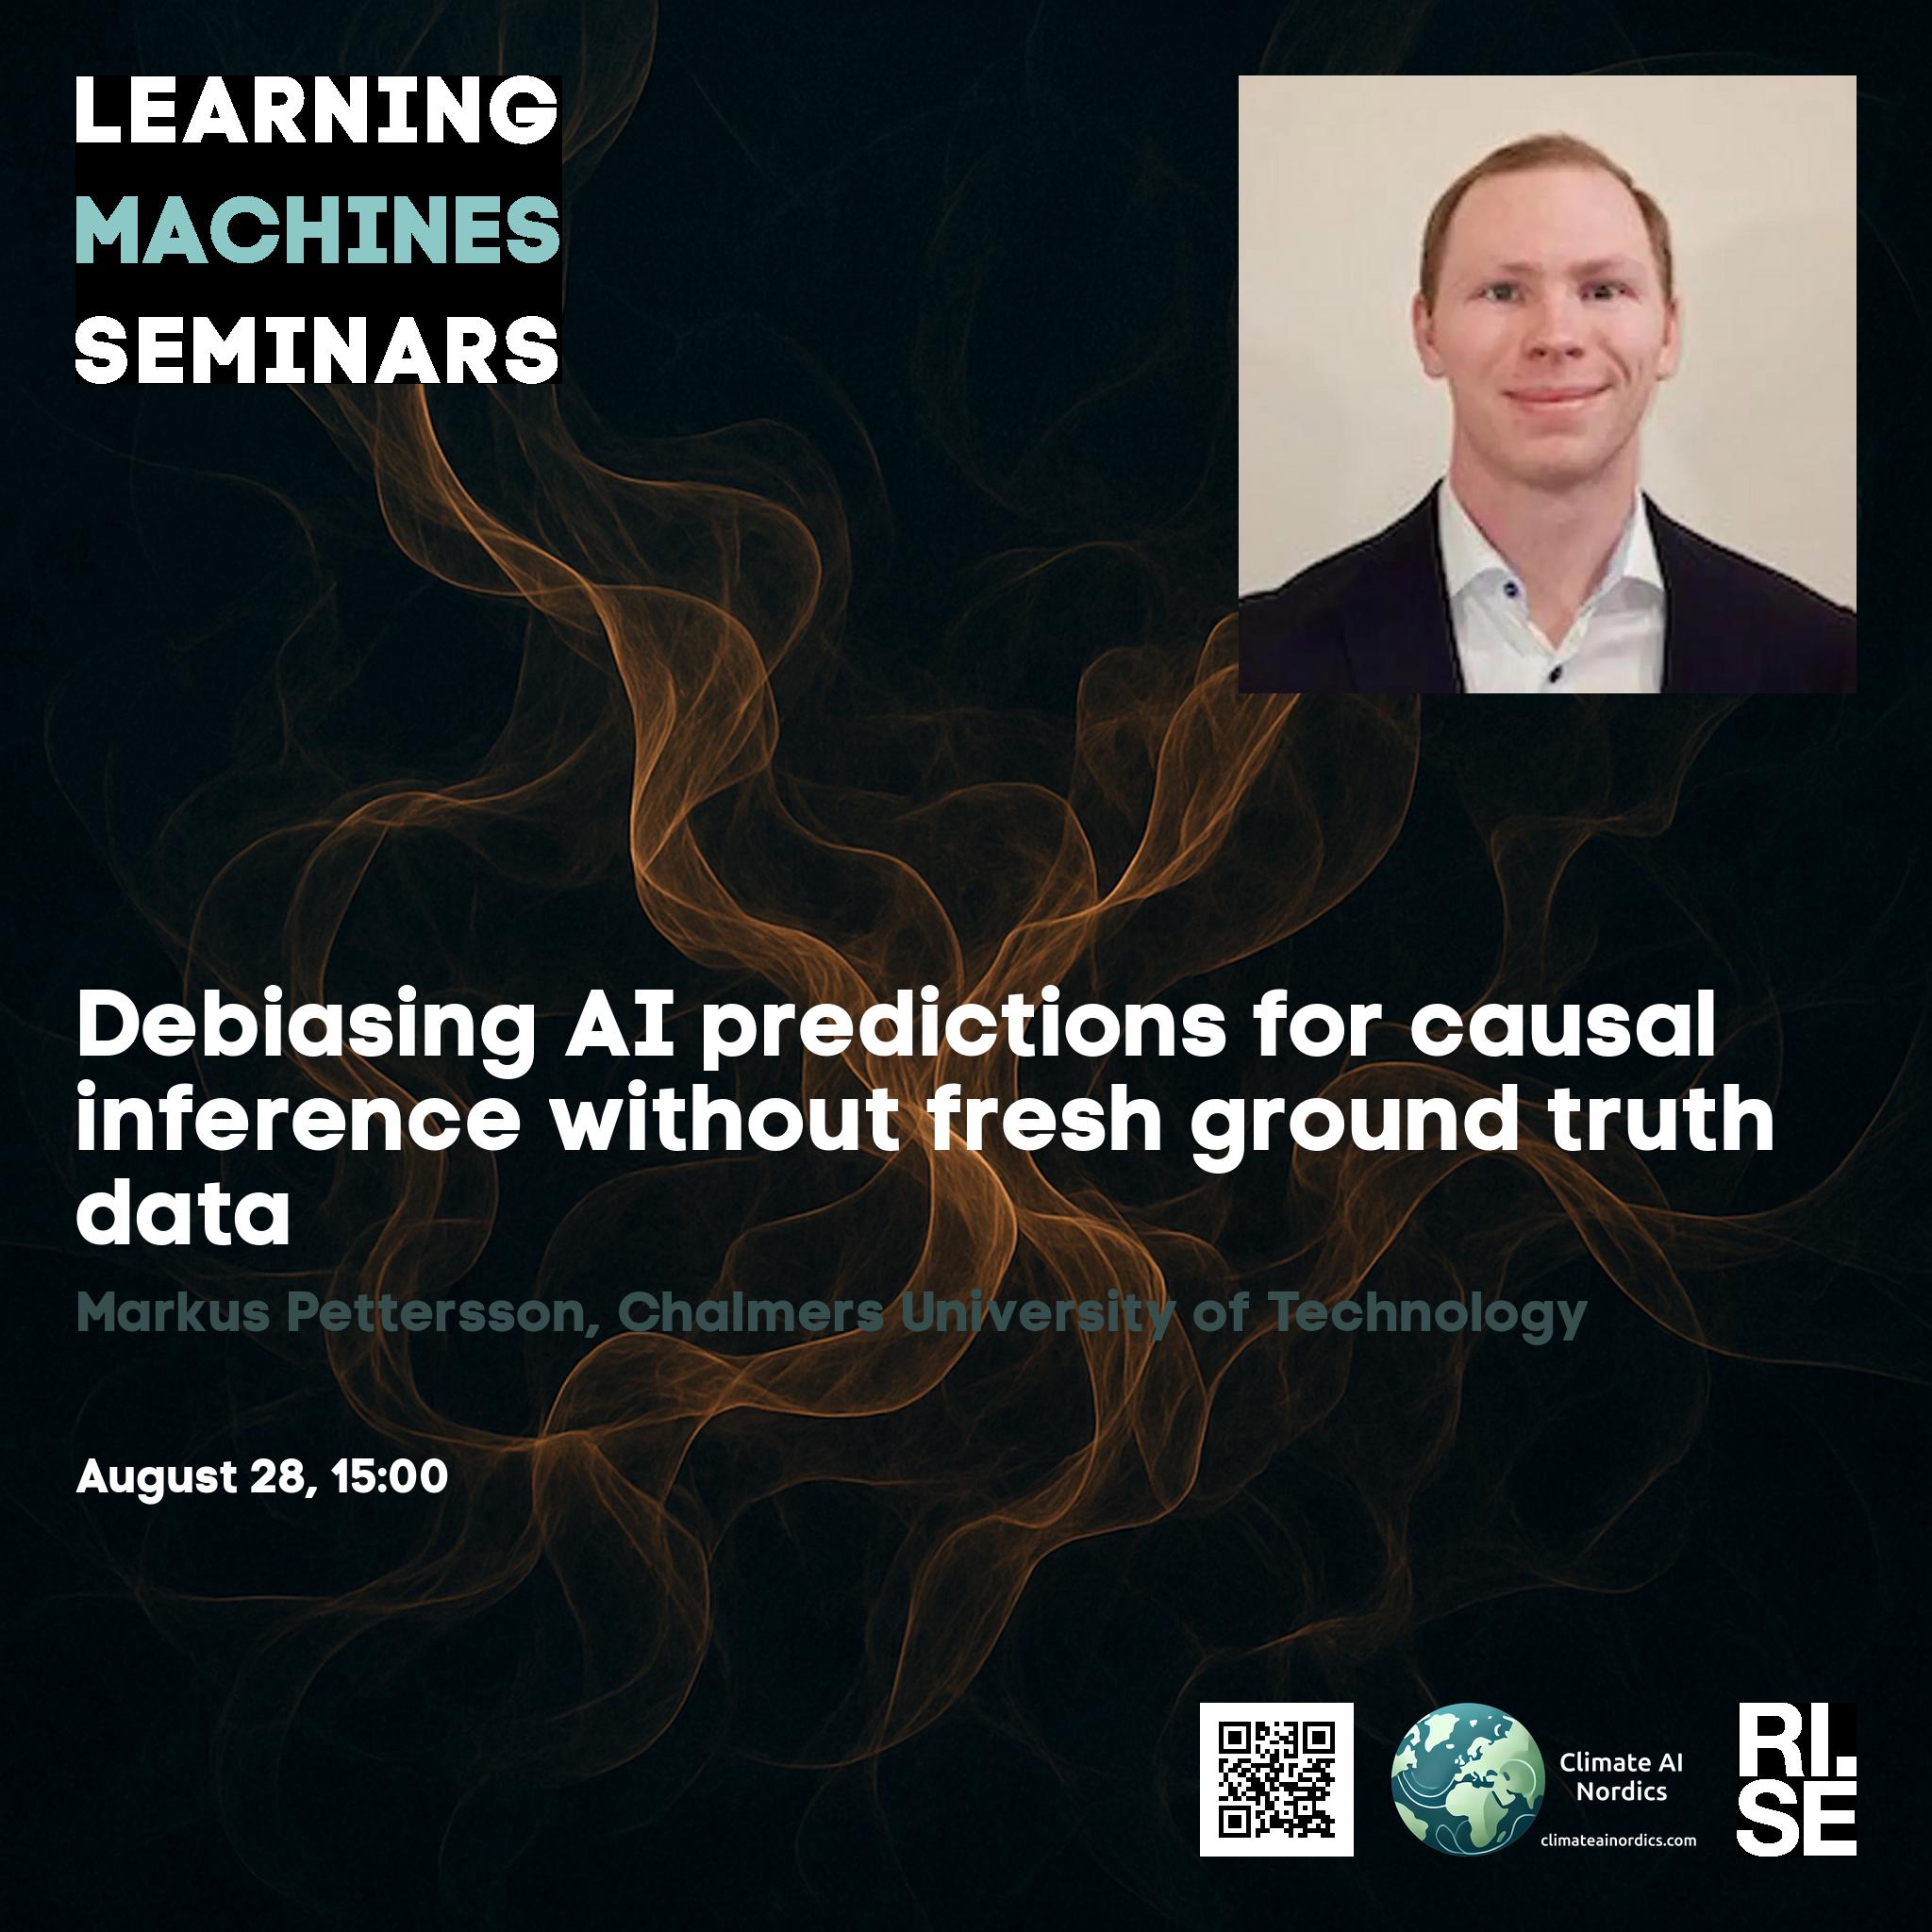 LEARNING
MACHINES
SEMINARS
Debiasing AI predictions for causal
inference without fresh ground truth
data
Markus Pettersson, Chalmers University of Technology
August 28, 15:00
Climate AI
Nordics
climateainordics.com
RI.
SE